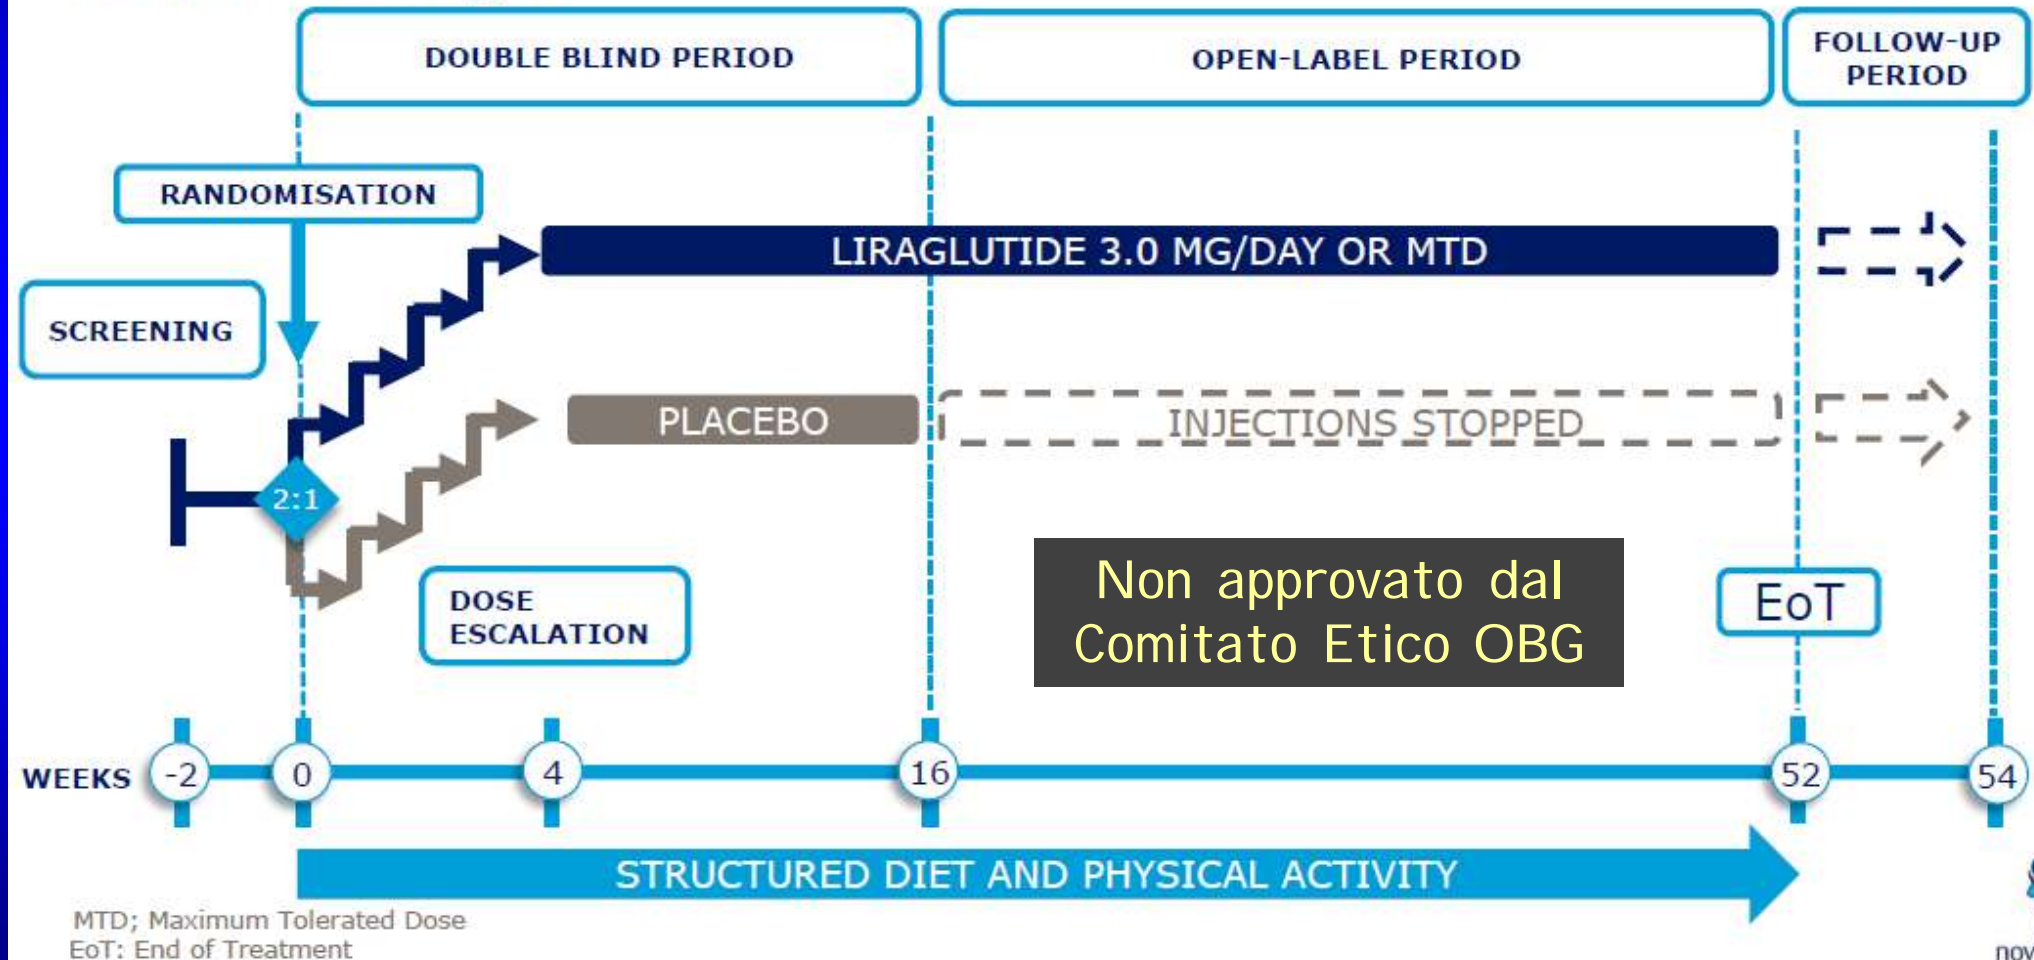 DOUBLE BLIND PERIOD
OPEN-LABEL PERIOD
FOLLOW-UP
PERIOD
RANDOMISATION
LIRAGLUTIDE 3.0 MG/DAY OR MTD
SCREENING
PLACEBO
INJECTIONS STOPPED
2:1
DOSE
ESCALATION
Non approvato dal
Comitato Etico OBG
EoT
WEEKS -2 0 4 16 52 54
STRUCTURED DIET AND PHYSICAL ACTIVITY
MTD; Maximum Tolerated Dose
EoT: End of Treatment